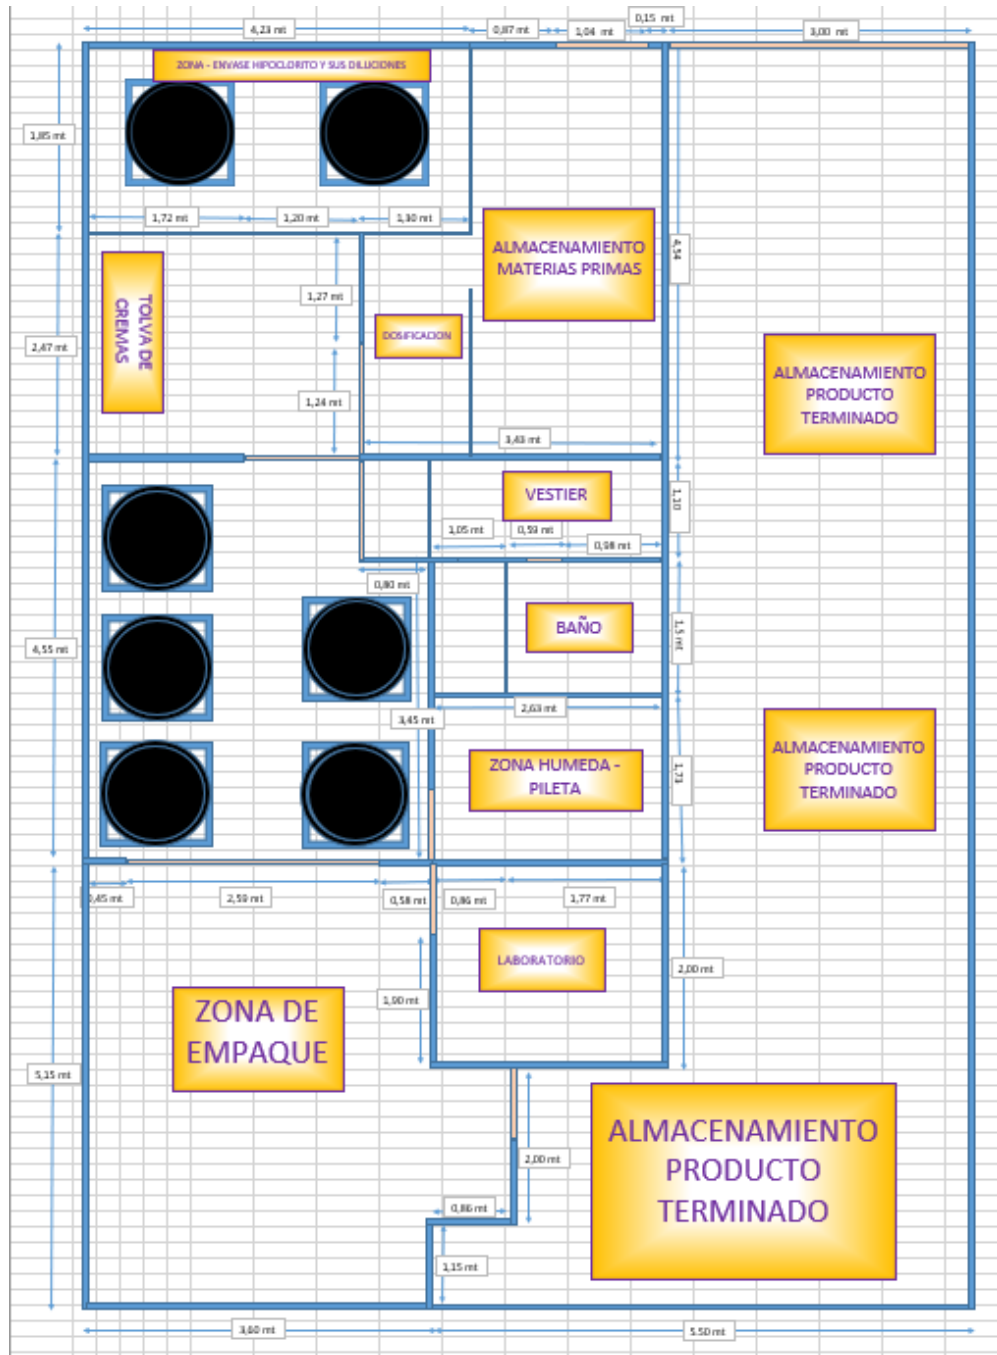 4,23 mt
0,87 mt
1,04 mt
0,15 mt
3,00 mt
ZONA - ENVASE HIPOCLORITO Y SUS DILUCIONES
1,85 mt
1,72 mt
1,20 mt
1,30 mt
ALMACENAMIENTO
MATERIAS PRIMAS
4,54
TOLVA DE
CREMAS
1,27 mt
DOSIFICACION
2,47 mt
ALMACENAMIENTO
PRODUCTO
TERMINADO
1,24 mt
3,43 mt
VESTIER
1,10
1,05 mt
0,59 mt
0,98 mt
0,80 mt
BAÑO
1,5 mt
4,55 mt
2,63 mt
3,45 mt
ZONA HUMEDA -
PILETA
1,73
ALMACENAMIENTO
PRODUCTO
TERMINADO
0,45 mt
2,59 mt
0,58 mt
0,86 mt
1,77 mt
LABORATORIO
2,00 mt
1,90 mt
ZONA DE
EMPAQUE
5,15 mt
ALMACENAMIENTO
PRODUCTO
TERMINADO
2,00 mt
0,86 mt
1,15 mt
3,60 mt
5.50 mt